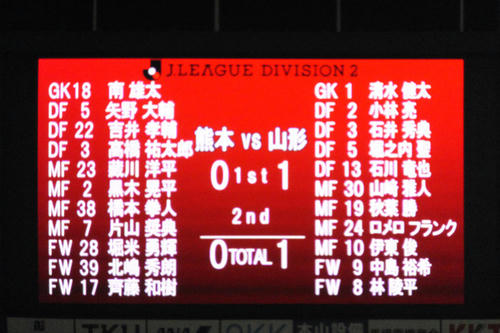 J.LEAGUE DIVISION 2
GK 18 南 雄太
DF 5 矢野 大輔
DF 22 吉井 孝輔
DF 3 高橋 祐太郎
MF 23 藏川 洋平
MF 2 黒木 晃平
MF 38 橋本 拳人
MF 7 片山 奨典
FW 28 堀米 勇輝
FW 39 北嶋 秀朗
FW 17 齊藤 和樹
熊本 VS 山形
0 1st 1
2nd
0 TOTAL 1
GK 1 清水 健太
DF 2 小林 亮
DF 3 石井 秀典
DF 5 堀之内 聖
DF 13 石川 竜也
MF 30 山崎 雅人
MF 19 秋葉 勝
MF 24 ロメロ フランク
MF 10 伊東 俊
FW 9 中島 裕希
FW 8 林 陵平
TKU